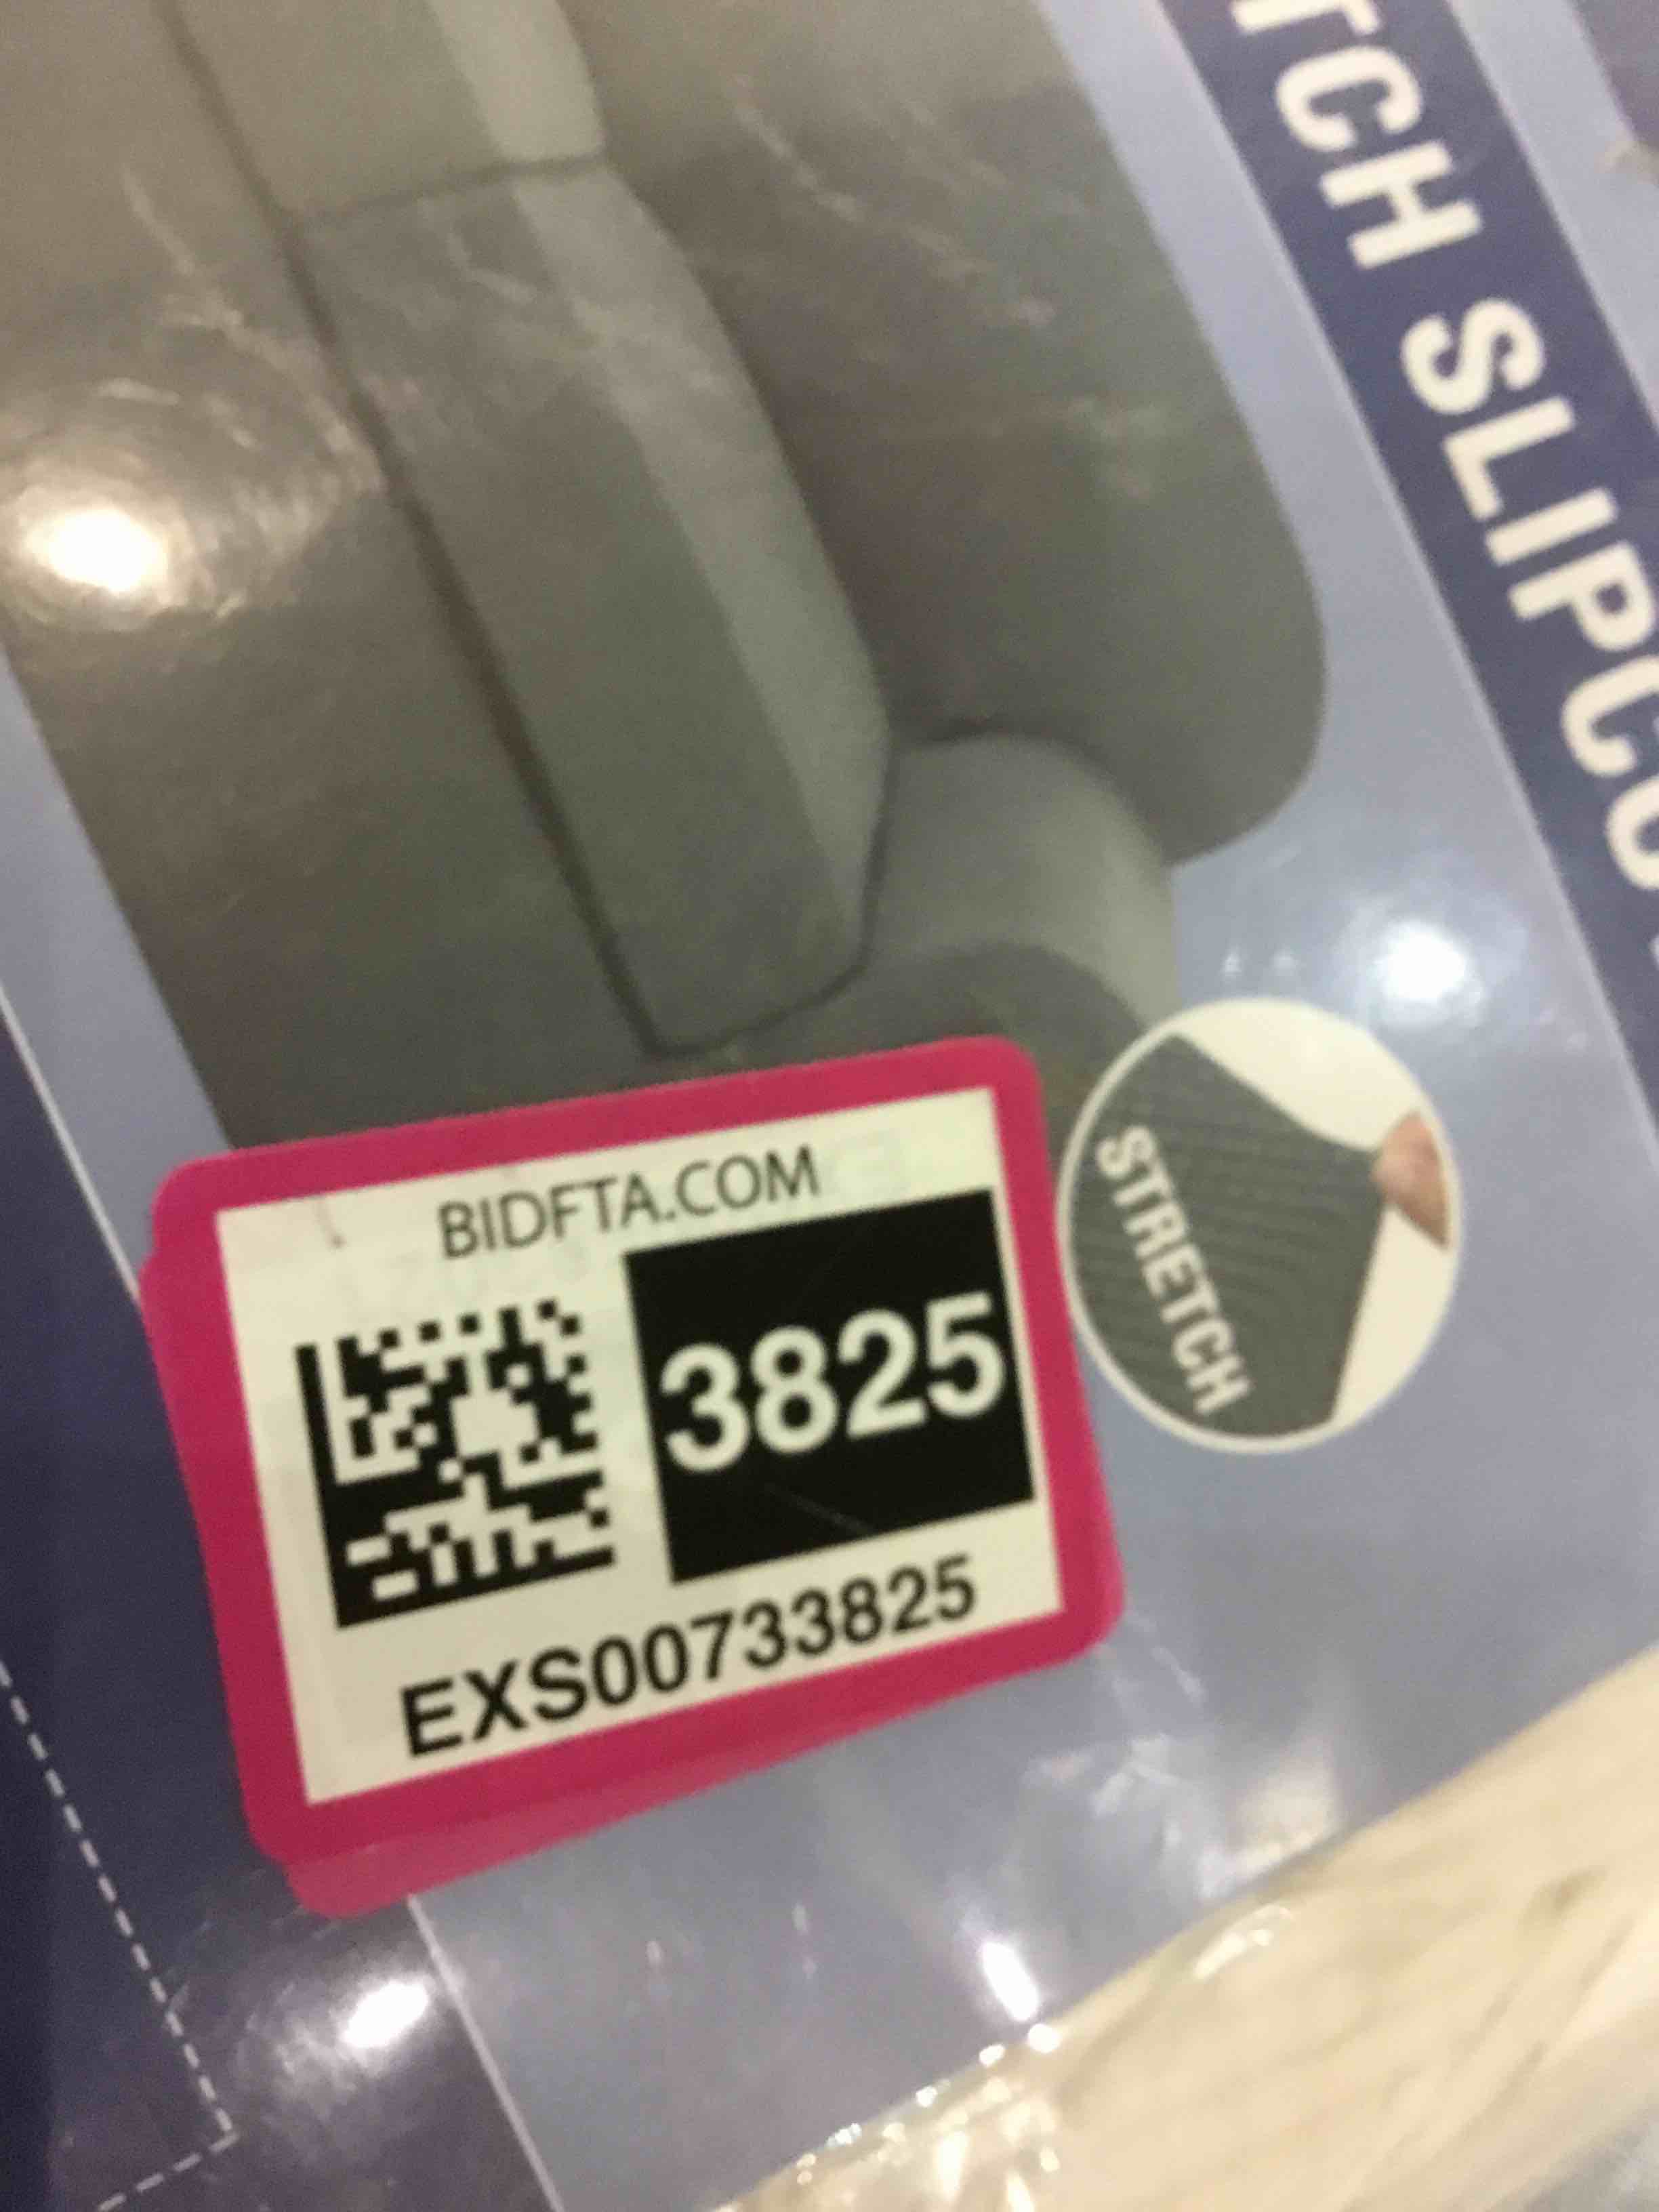 TCH SLIPCO
STRETCH
BIDFTA.COM
3825
EXS00733825